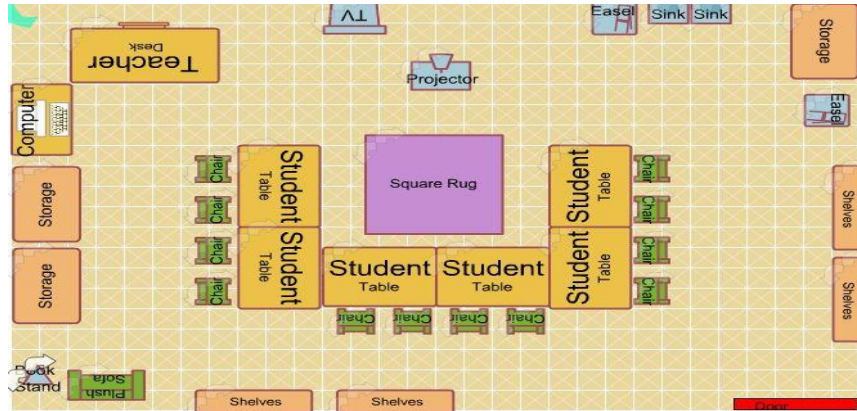 TV
Easel
Sink
Sink
Teacher
Desk
Storage
Projector
Computer
Easel
Chair
Student
Table
Square Rug
Student
Table
Chair
Storage
Shelves
Chair
Chair
Chair
Student
Table
Student
Table
Student
Table
Student
Table
Chair
Storage
Shelves
Chair
Chair
Chair
Chair
Chair
Chair
Book
Stand
Plush
Sofa
Shelves
Shelves
Door